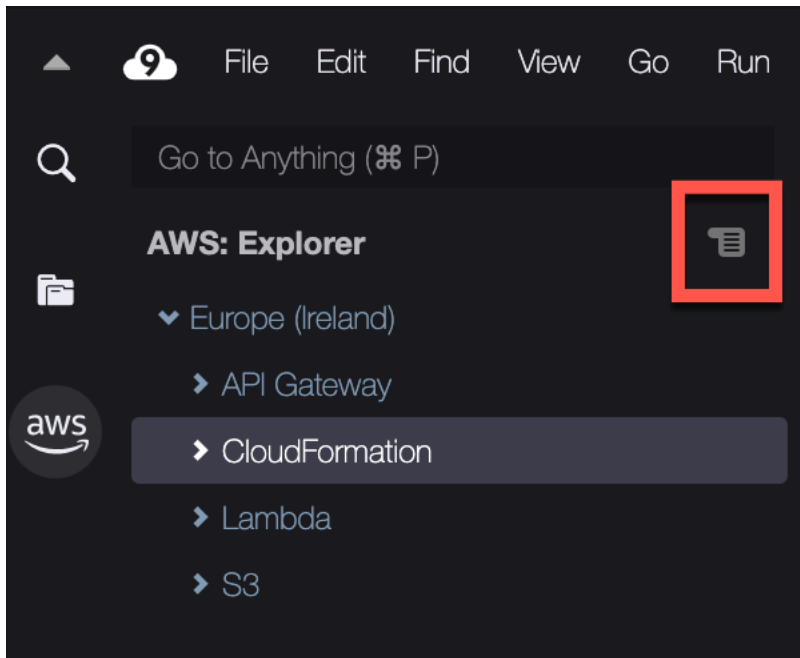 9 File Edit Find View Go Run
Go to Anything (⌘ P)
AWS: Explorer
Europe (Ireland)
API Gateway
aws
CloudFormation
Lambda
S3